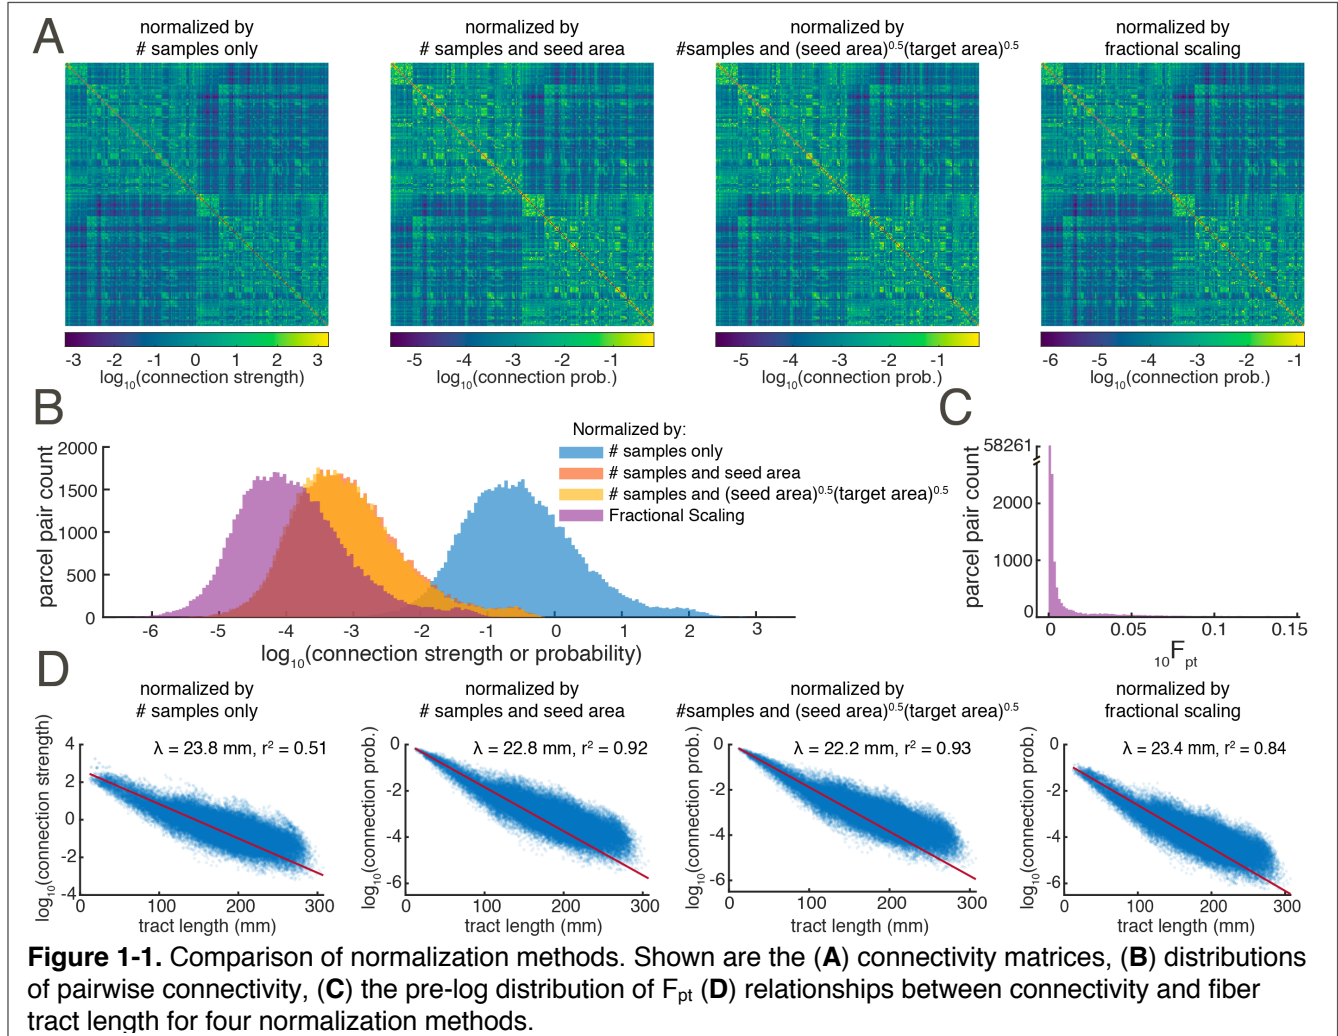 A
normalized by
# samples only
normalized by
# samples and seed area
normalized by
#samples and (seed area)0.5(target area)0.5
normalized by
fractional scaling
-3 -2 -1 0 1 2 3
log10(connection strength)
-5 -4 -3 -2 -1
log10(connection prob.)
-5 -4 -3 -2 -1
log10(connection prob.)
-6 -5 -4 -3 -2 -1
log10(connection prob.)
B
parcel pair count
2000
1500
1000
500
0
-6 -5 -4 -3 -2 -1 0 1 2 3
log10(connection strength or probability)
Normalized by:
# samples only
# samples and seed area
# samples and (seed area)0.5(target area)0.5
Fractional Scaling
C
parcel pair count
58261
2000
1000
0
0 0.05 0.1 0.15
10Fpt
D
normalized by
# samples only
λ = 23.8 mm, r2 = 0.51
log10(connection strength)
4
2
0
-2
-4
0 100 200 300
tract length (mm)
normalized by
# samples and seed area
λ = 22.8 mm, r2 = 0.92
log10(connection prob.)
0
-2
-4
-6
0 100 200 300
tract length (mm)
normalized by
#samples and (seed area)0.5(target area)0.5
λ = 22.2 mm, r2 = 0.93
log10(connection prob.)
0
-2
-4
-6
0 100 200 300
tract length (mm)
normalized by
fractional scaling
λ = 23.4 mm, r2 = 0.84
log10(connection prob.)
0
-2
-4
-6
0 100 200 300
tract length (mm)
Figure 1-1. Comparison of normalization methods. Shown are the (A) connectivity matrices, (B) distributions
of pairwise connectivity, (C) the pre-log distribution of Fpt (D) relationships between connectivity and fiber
tract length for four normalization methods.